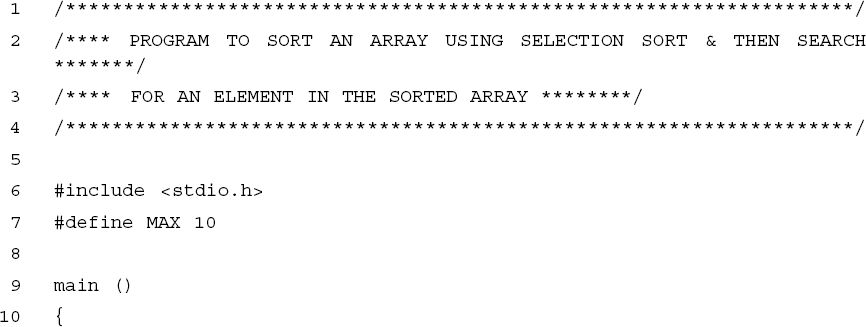 1 /********************************************************************/
2 /**** PROGRAM TO SORT AN ARRAY USING SELECTION SORT & THEN SEARCH
*******/
3 /**** FOR AN ELEMENT IN THE SORTED ARRAY ********/
4 /********************************************************************/
5
6 #include <stdio.h>
7 #define MAX 10
8
9 main ()
10 {